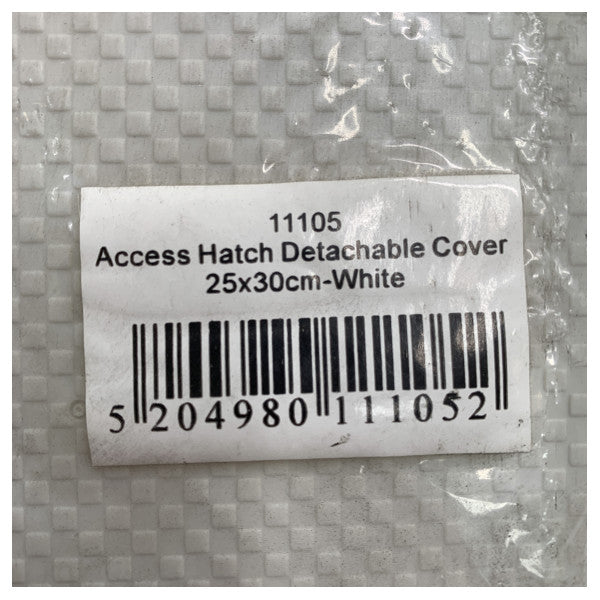 11105
Access Hatch Detachable Cover
25x30cm-White
5 204980 111052